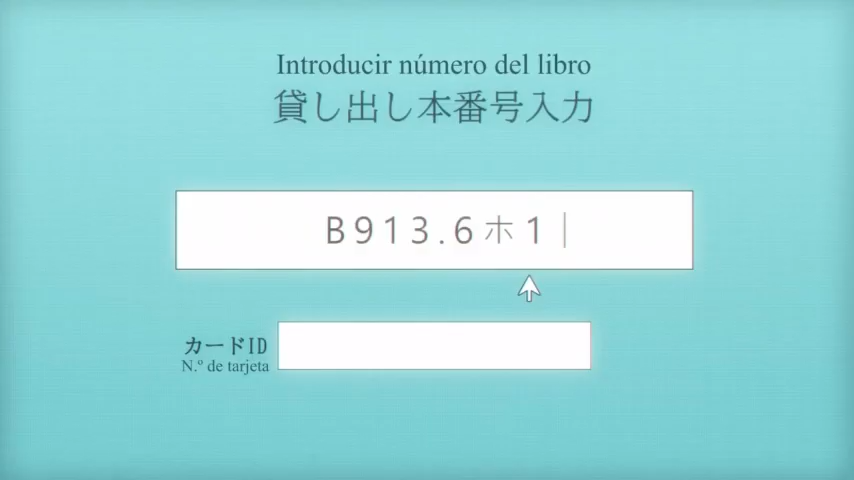 Introducir número del libro
貸し出し本番号入力
B913.6ホ1
カードID
N.º de tarjeta